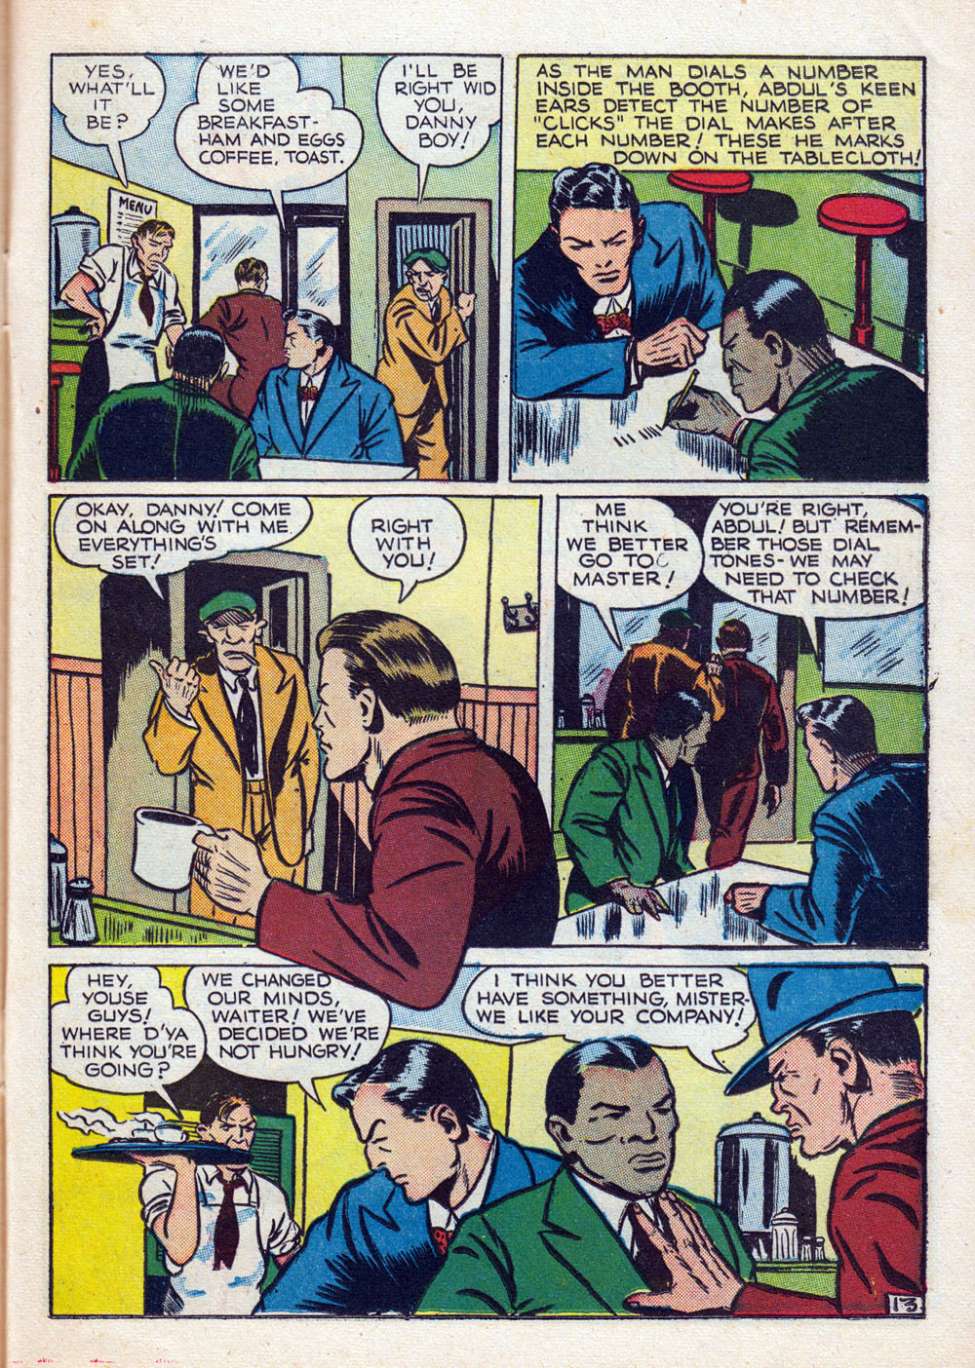 YES,
WHAT'LL
IT
BE?
MENU
WE'D
LIKE
SOME
BREAKFAST-
HAM AND EGGS
COFFEE, TOAST.
I'LL BE
RIGHT WID
YOU,
DANNY
BOY!
AS THE MAN DIALS A NUMBER
INSIDE THE BOOTH, ABDUL'S KEEN
EARS DETECT THE NUMBER OF
"CLICKS" THE DIAL MAKES AFTER
EACH NUMBER! THESE HE MARKS
DOWN ON THE TABLECLOTH!
OKAY, DANNY! COME
ON ALONG WITH ME.
EVERYTHING'S
SET!
RIGHT
WITH
YOU!
ME
THINK
WE BETTER
GO TO
MASTER!
YOU'RE RIGHT,
ABDUL! BUT REMEM-
BER THOSE DIAL
TONES- WE MAY
NEED TO CHECK
THAT NUMBER!
HEY,
YOUSE
GUYS!
WHERE D'YA
THINK YOU'RE
GOING?
WE CHANGED
OUR MINDS,
WAITER! WE'VE
DECIDED WE'RE
NOT HUNGRY!
I THINK YOU BETTER
HAVE SOMETHING, MISTER-
WE LIKE YOUR COMPANY!
13